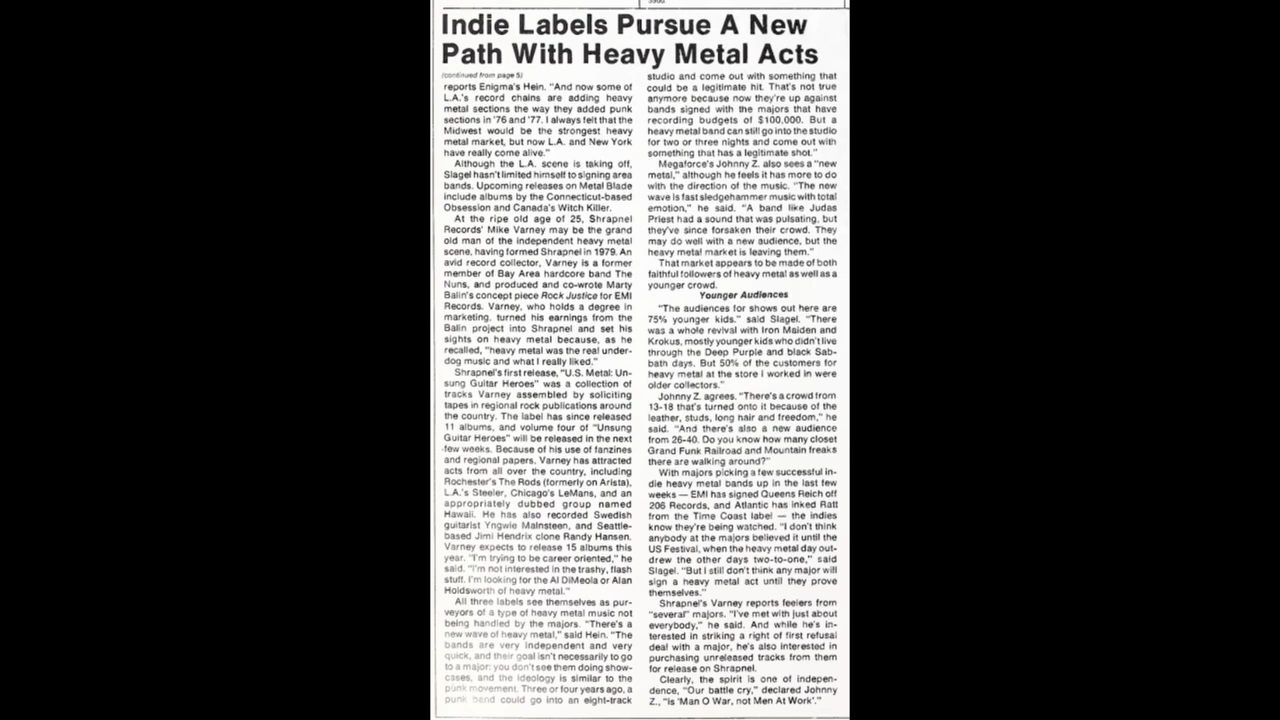 Indie Labels Pursue A New
Path With Heavy Metal Acts
(continued from page 5)
reports Enigma's Hein. "And now some of
L.A.'s record chains are adding heavy
metal sections the way they added punk
sections in '76 and '77. I always felt that the
Midwest would be the strongest heavy
metal market, but now L.A. and New York
have really come alive."
Although the L.A. scene is taking off,
Slagel hasn't limited himself to signing area
bands. Upcoming releases on Metal Blade
include albums by the Connecticut-based
Obsession and Canada's Witch Killer.
At the ripe old age of 25, Shrapnel
Records' Mike Varney may be the grand
old man of the independent heavy metal
scene, having formed Shrapnel in 1979. An
avid record collector, Varney is a former
member of Bay Area hardcore band The
Nuns, and produced and co-wrote Marty
Balin's concept piece Rock Justice for EMI
Records. Varney, who holds a degree in
marketing, turned his earnings from the
Balin project into Shrapnel and set his
sights on heavy metal because, as he
recalled, "heavy metal was the real under-
dog music and what I really liked."
Shrapnel's first release, "U.S. Metal: Un-
sung Guitar Heroes" was a collection of
tracks Varney assembled by soliciting
tapes in regional rock publications around
the country. The label has since released
11 albums, and volume four of "Unsung
Guitar Heroes" will be released in the next
few weeks. Because of his use of fanzines
and regional papers, Varney has attracted
acts from all over the country, including
Rochester's The Rods (formerly on Arista),
L.A.'s Steeler, Chicago's LeMans, and an
appropriately dubbed group named
Hawaii. He has also recorded Swedish
guitarist Yngwie Malnsteen, and Seattle-
based Jimi Hendrix clone Randy Hansen.
Varney expects to release 15 albums this
year. "I'm trying to be career oriented," he
said. "I'm not interested in the trashy, flash
stuff. I'm looking for the Al DiMeola or Alan
Holdsworth of heavy metal."
All three labels see themselves as pur-
veyors of a type of heavy metal music not
being handled by the majors. "There's a
new wave of heavy metal," said Hein. "The
bands are very independent and very
quick, and their goal isn't necessarily to go
to a major: you don't see them doing show-
cases, and the ideology is similar to the
punk movement. Three or four years ago, a
punk band could go into an eight-track
studio and come out with something that
could be a legitimate hit. That's not true
anymore because now they're up against
bands signed with the majors that have
recording budgets of $100,000. But a
heavy metal band can still go into the studio
for two or three nights and come out with
something that has a legitimate shot."
Megaforce's Johnny Z. also sees a "new
metal," although he feels it has more to do
with the direction of the music. "The new
wave is fast sledgehammer music with total
emotion," he said. "A band like Judas
Priest had a sound that was pulsating, but
they've since forsaken their crowd. They
may do well with a new audience, but the
heavy metal market is leaving them."
That market appears to be made of both
faithful followers of heavy metal as well as a
younger crowd.
Younger Audiences
"The audiences for shows out here are
75% younger kids." said Slagel. "There
was a whole revival with Iron Maiden and
Krokus, mostly younger kids who didn't live
through the Deep Purple and black Sab-
bath days. But 50% of the customers for
heavy metal at the store I worked in were
older collectors."
Johnny Z. agrees. "There's a crowd from
13-18 that's turned onto it because of the
leather, studs, long hair and freedom," he
said. "And there's also a new audience
from 26-40. Do you know how many closet
Grand Funk Railroad and Mountain freaks
there are walking around?"
With majors picking a few successful in-
die heavy metal bands up in the last few
weeks — EMI has signed Queens Reich off
206 Records, and Atlantic has inked Ratt
from the Time Coast label — the indies
know they're being watched. "I don't think
anybody at the majors believed it until the
US Festival, when the heavy metal day out-
drew the other days two-to-one," said
Slagel. "But I still don't think any major will
sign a heavy metal act until they prove
themselves."
Shrapnel's Varney reports feelers from
"several" majors. "I've met with just about
everybody," he said. And while he's in-
terested in striking a right of first refusal
deal with a major, he's also interested in
purchasing unreleased tracks from them
for release on Shrapnel.
Clearly, the spirit is one of indepen-
dence, "Our battle cry," declared Johnny
Z., "is 'Man O War, not Men At Work'."